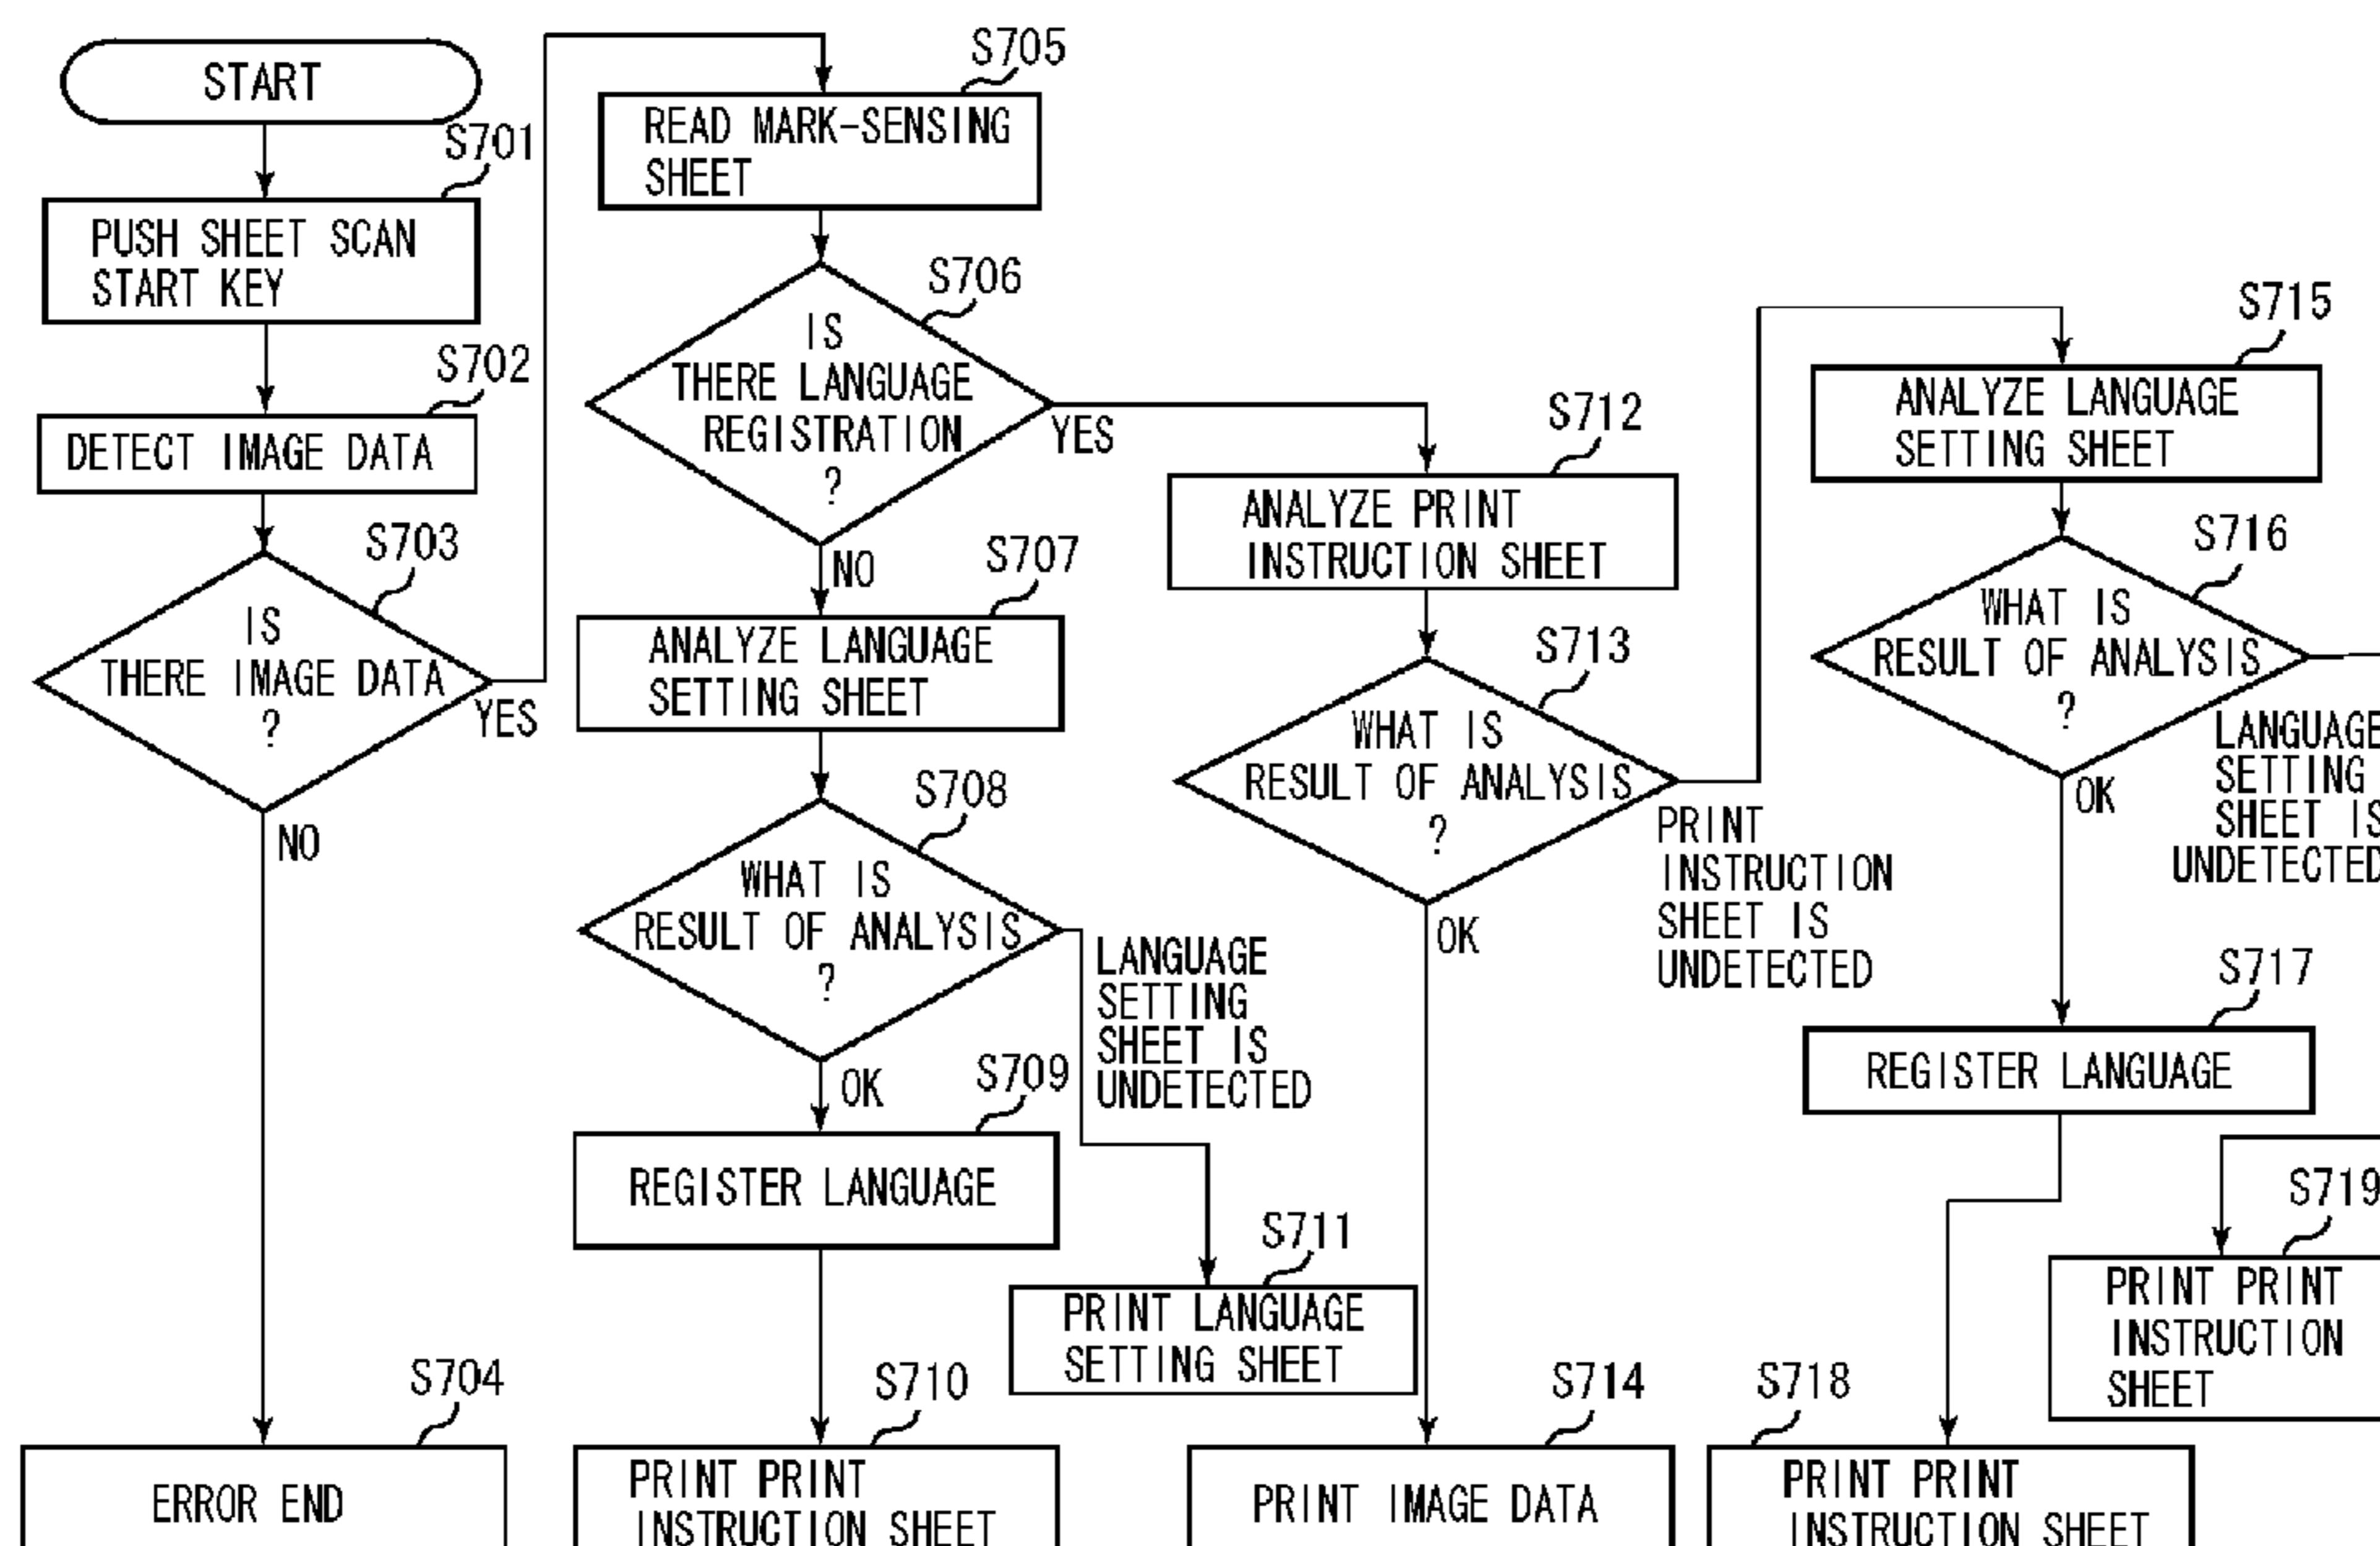 START
S701
PUSH SHEET SCAN
START KEY
S702
DETECT IMAGE DATA
S703
IS
THERE IMAGE DATA
?
YES
NO
S704
ERROR END
S705
READ MARK-SENSING
SHEET
S706
IS
THERE LANGUAGE
REGISTRATION
?
YES
NO
S707
ANALYZE LANGUAGE
SETTING SHEET
S708
WHAT IS
RESULT OF ANALYSIS
?
LANGUAGE
SETTING
SHEET IS
UNDETECTED
OK
S709
REGISTER LANGUAGE
S710
PRINT PRINT
INSTRUCTION SHEET
S711
PRINT LANGUAGE
SETTING SHEET
S712
ANALYZE PRINT
INSTRUCTION SHEET
S713
WHAT IS
RESULT OF ANALYSIS
?
PRINT
INSTRUCTION
SHEET IS
UNDETECTED
OK
S714
PRINT IMAGE DATA
S715
ANALYZE LANGUAGE
SETTING SHEET
S716
WHAT IS
RESULT OF ANALYSIS
?
LANGUAGE
SETTING
SHEET IS
UNDETECTED
OK
S717
REGISTER LANGUAGE
S718
PRINT PRINT
INSTRUCTION SHEET
S719
PRINT PRINT
INSTRUCTION
SHEET